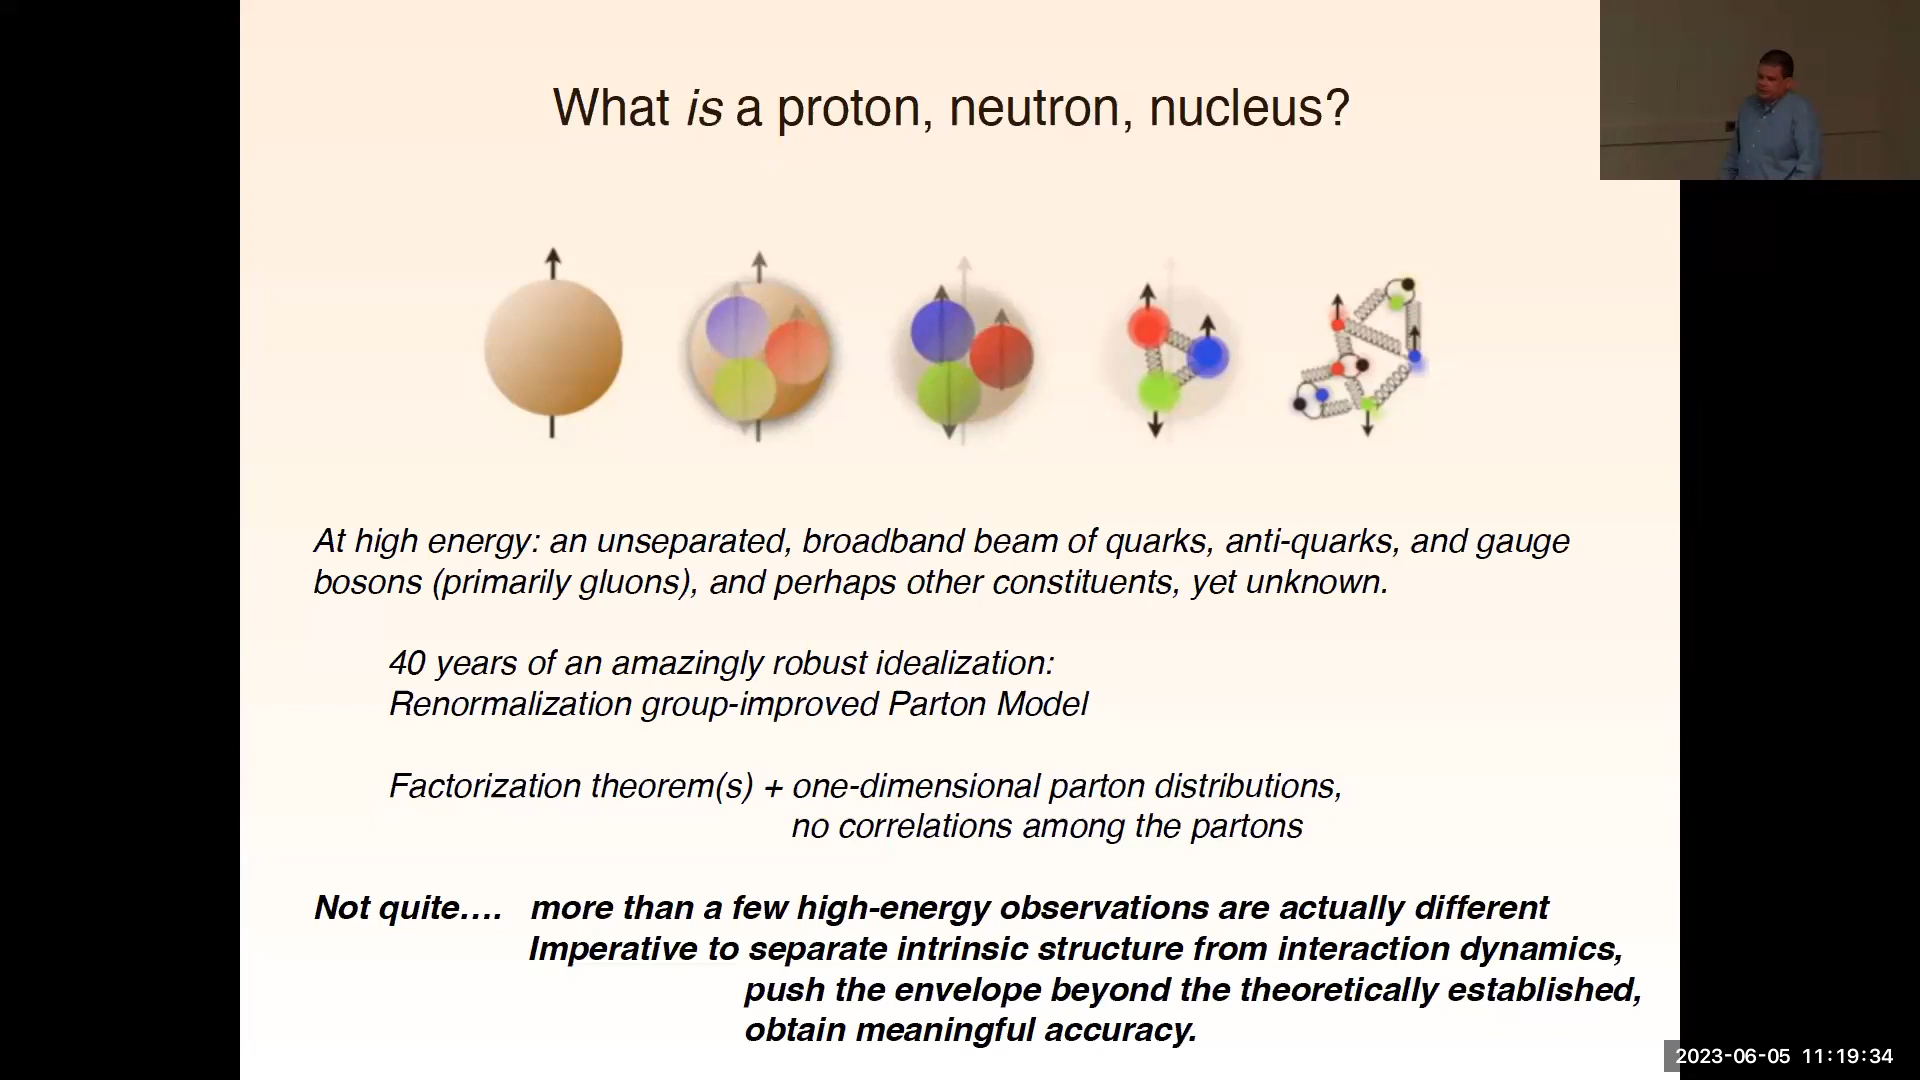 What is a proton, neutron, nucleus?
At high energy: an unseparated, broadband beam of quarks, anti-quarks, and gauge
bosons (primarily gluons), and perhaps other constituents, yet unknown.
40 years of an amazingly robust idealization:
Renormalization group-improved Parton Model
Factorization theorem(s) + one-dimensional parton distributions,
no correlations among the partons
Not quite…. more than a few high-energy observations are actually different
Imperative to separate intrinsic structure from interaction dynamics,
push the envelope beyond the theoretically established,
obtain meaningful accuracy.
2023-06-05 11:19:34